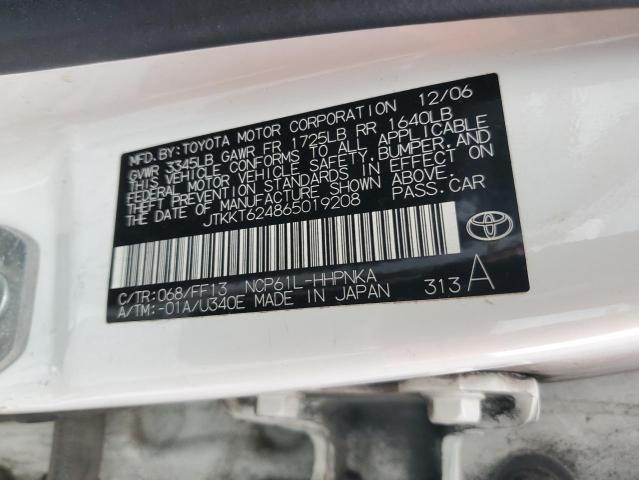 MFD.BY:TOYOTA MOTOR CORPORATION 12/06
GVWR 3345LB GAWR FR 1725LB RR 1640LB
THIS VEHICLE CONFORMS TO ALL APPLICABLE
FEDERAL MOTOR VEHICLE SAFETY,BUMPER,AND
THEFT PREVENTION STANDARDS IN EFFECT ON
THE DATE OF MANUFACTURE SHOWN ABOVE.
JTKKT624865019208 PASS.CAR
C/TR:068/FF13 NCP61L-HHPNKA
A/TM:-01A/U340E MADE IN JAPAN 313 A
TOYOTA